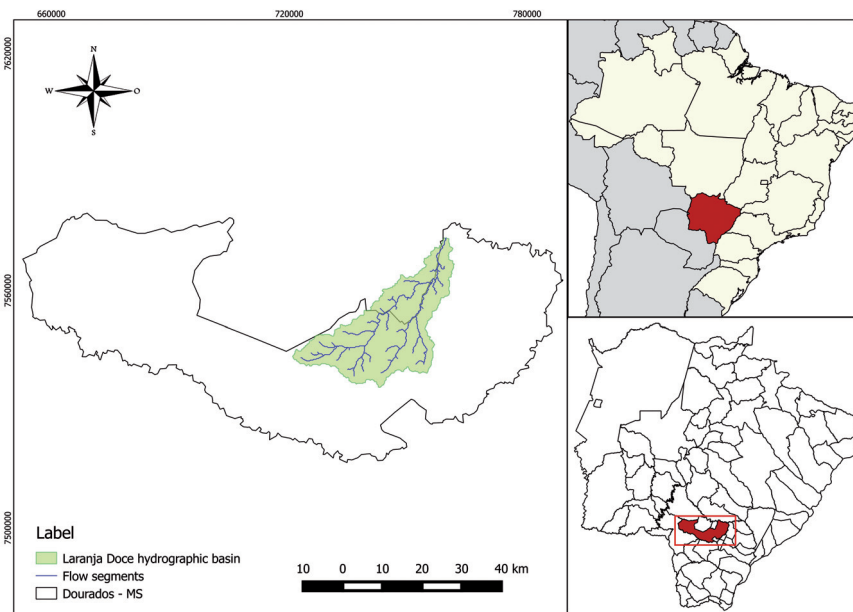 660000 720000 780000
7620000
N
W O
S
7560000
7500000
Label
Laranja Doce hydrographic basin
Flow segments
Dourados - MS
10 0 10 20 30 40 km